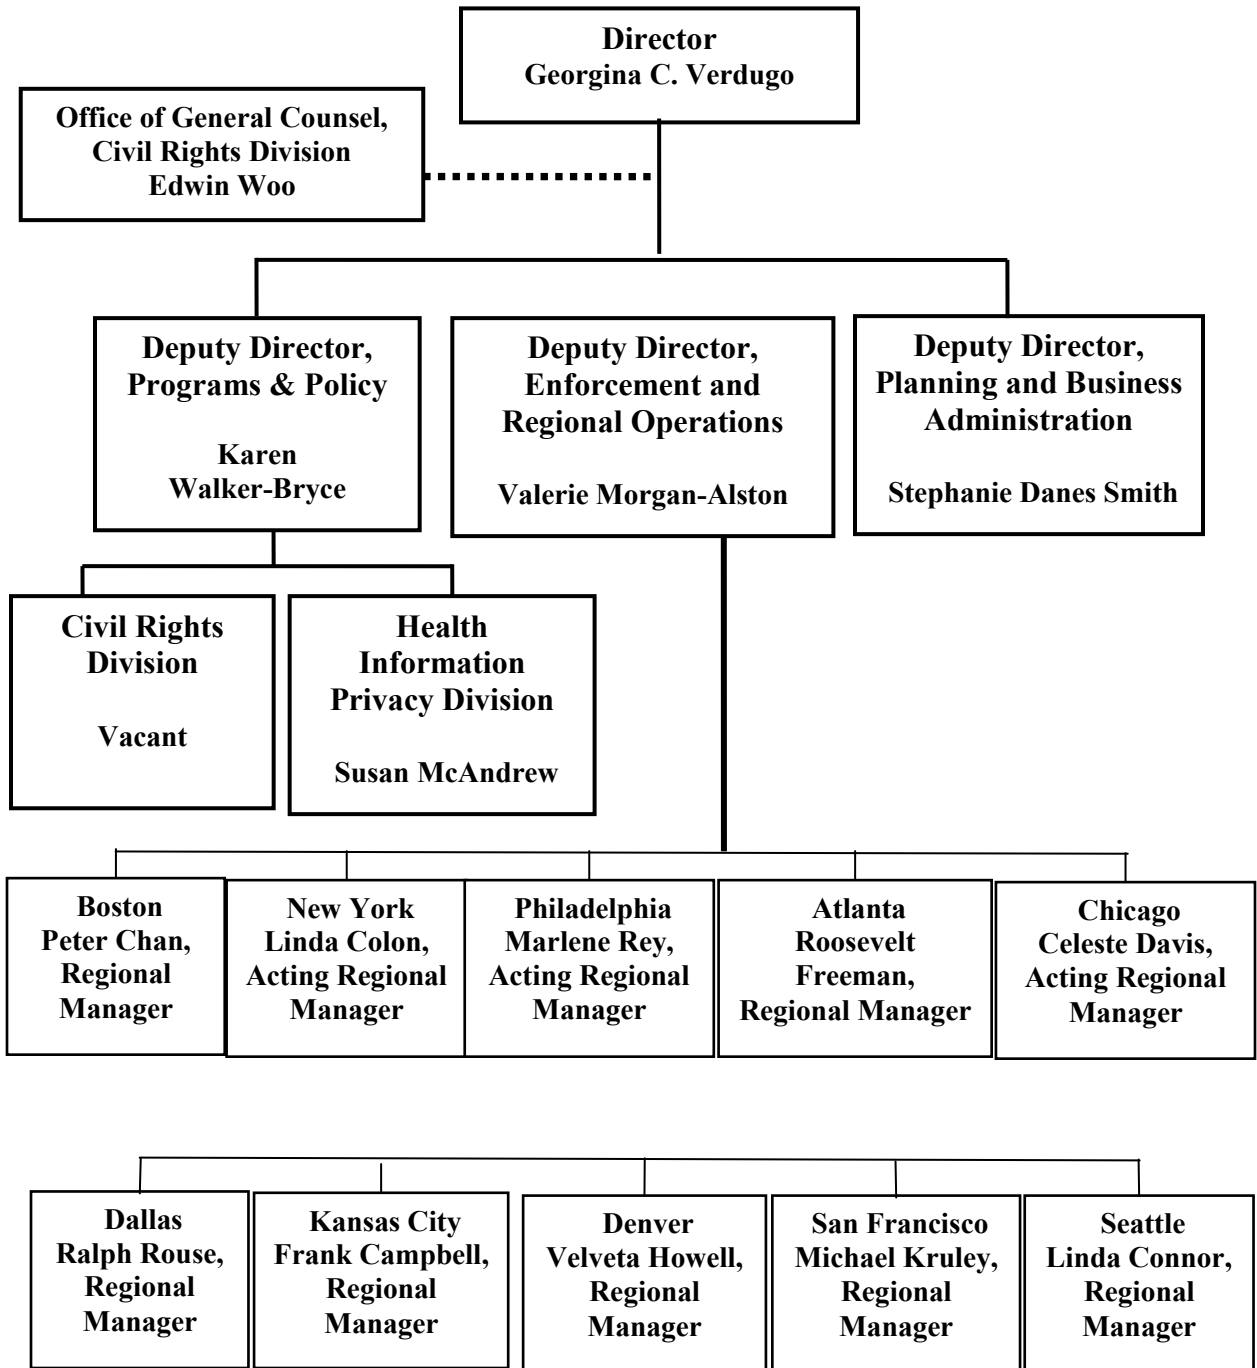 Director
Georgina C. Verdugo
Office of General Counsel,
Civil Rights Division
Edwin Woo
Deputy Director,
Programs & Policy
Karen
Walker-Bryce
Deputy Director,
Enforcement and
Regional Operations
Valerie Morgan-Alston
Deputy Director,
Planning and Business
Administration
Stephanie Danes Smith
Civil Rights
Division
Vacant
Health
Information
Privacy Division
Susan McAndrew
Boston
Peter Chan,
Regional
Manager
New York
Linda Colon,
Acting Regional
Manager
Philadelphia
Marlene Rey,
Acting Regional
Manager
Atlanta
Roosevelt
Freeman,
Regional Manager
Chicago
Celeste Davis,
Acting Regional
Manager
Dallas
Ralph Rouse,
Regional
Manager
Kansas City
Frank Campbell,
Regional
Manager
Denver
Velveta Howell,
Regional
Manager
San Francisco
Michael Kruley,
Regional
Manager
Seattle
Linda Connor,
Regional
Manager